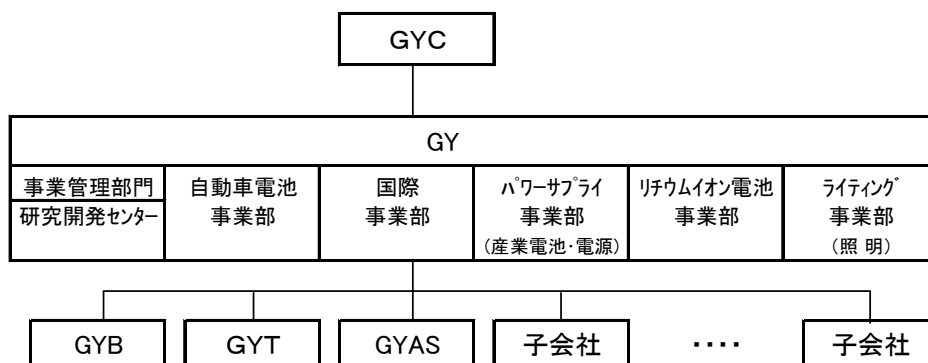 GYC
GY
事業管理部門
研究開発センター
自動車電池
事業部
国際
事業部
パワーサプライ
事業部
(産業電池・電源)
リチウムイオン電池
事業部
ライティング
事業部
(照 明)
GYB
GYT
GYAS
子会社
・・・・
子会社